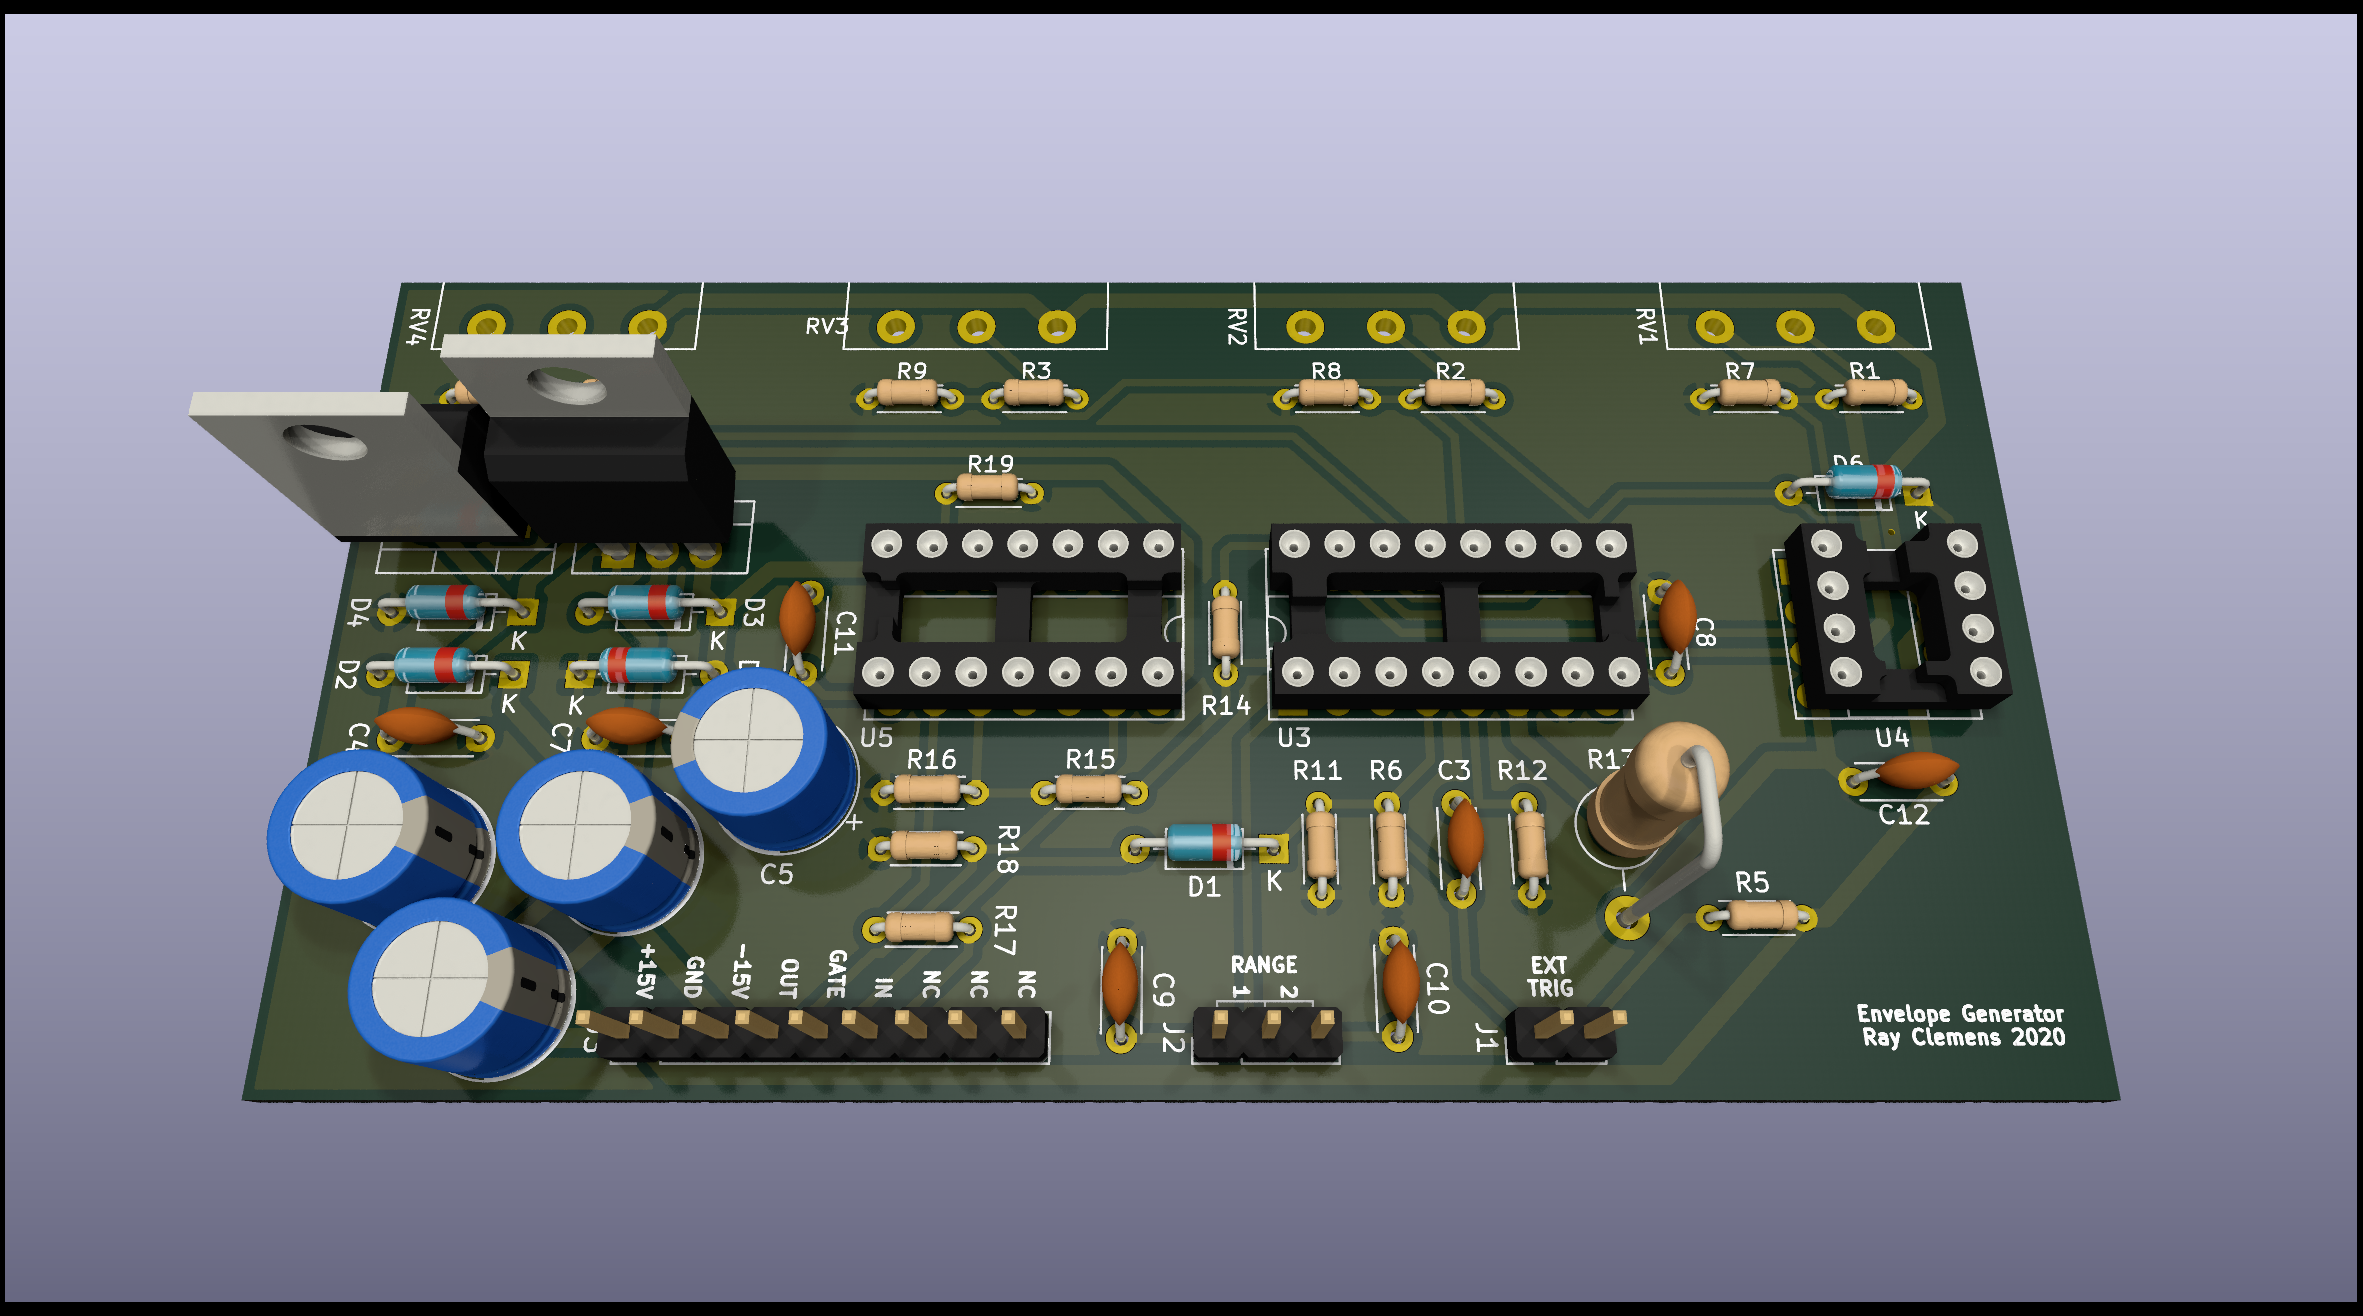 RV4
RV3
RV2
RV1
R9
R3
R8
R2
R7
R1
R19
D6
K
D4
K
D3
K
C11
C8
D2
K
K
R14
C4
C7
U5
U3
U4
R16
R15
R11
R6
C3
R12
C12
+
C5
R18
D1
K
R5
R17
+15V
GND
-15V
OUT
GATE
IN
NC
NC
NC
C9
RANGE
1
2
J2
C10
EXT
TRIG
J1
Envelope Generator
Ray Clemens 2020